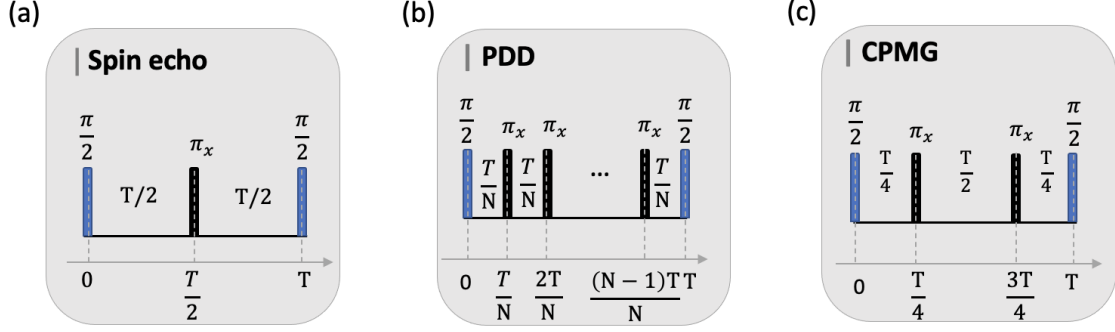 (a)
| Spin echo
π/2
π/2
πₓ
T/2
T/2
0
T/2
T
(b)
| PDD
π/2
πₓ
πₓ
πₓ
π/2
T/N
T/N
...
T/N
0
T/N
2T/N
(N − 1)T/N
T
(c)
| CPMG
π/2
πₓ
πₓ
π/2
T/4
T/2
T/4
0
T/4
3T/4
T